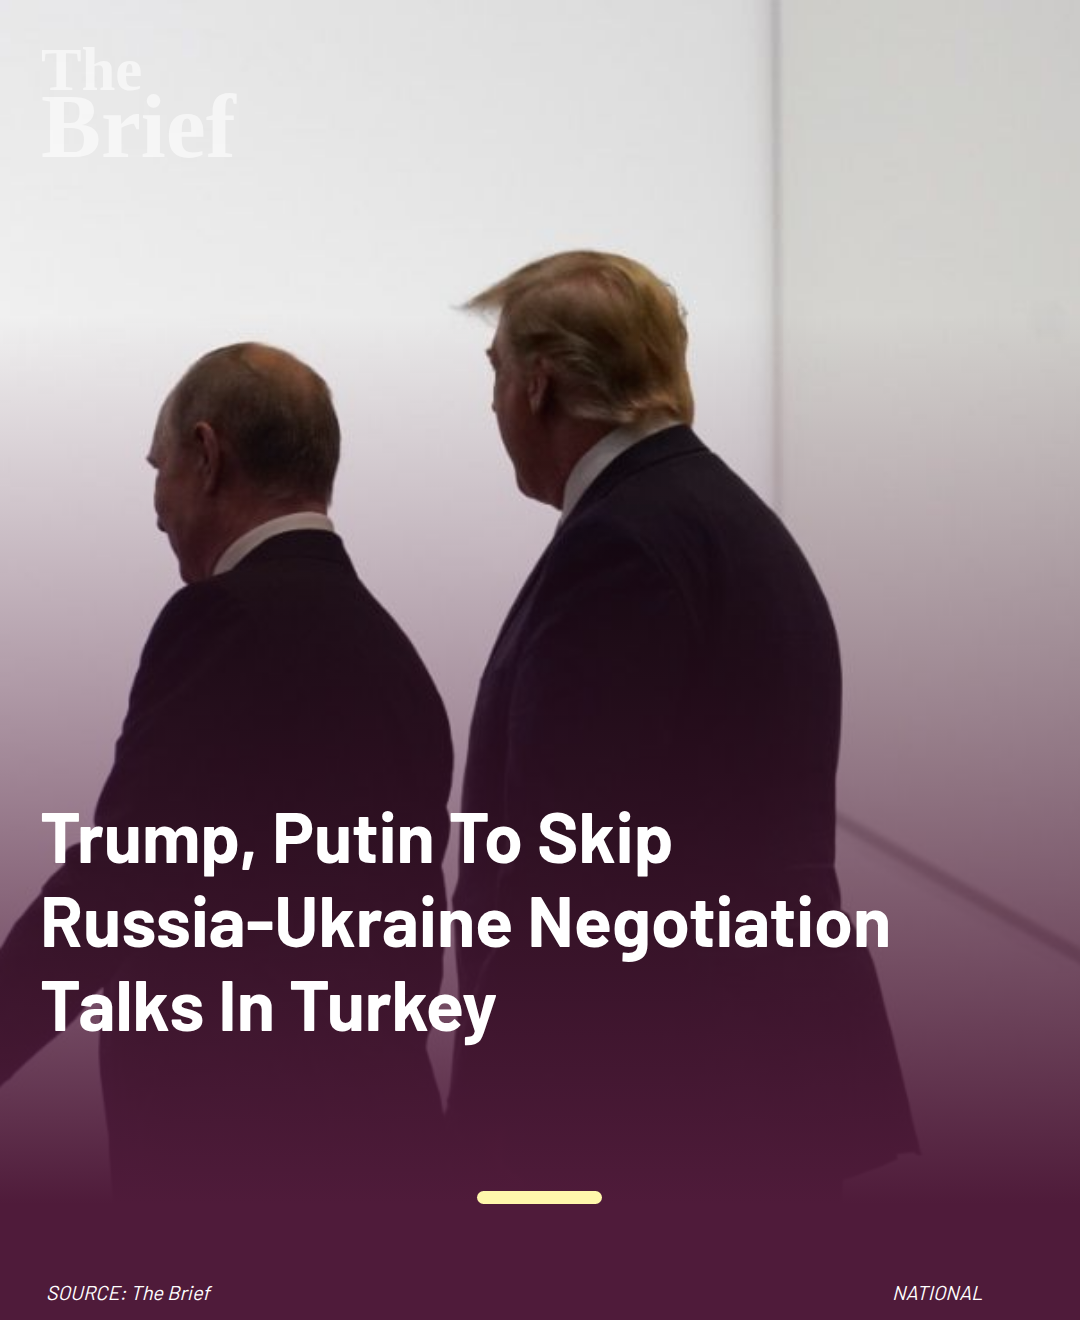 The
Brief
Trump, Putin To Skip
Russia-Ukraine Negotiation
Talks In Turkey
SOURCE: The Brief
NATIONAL